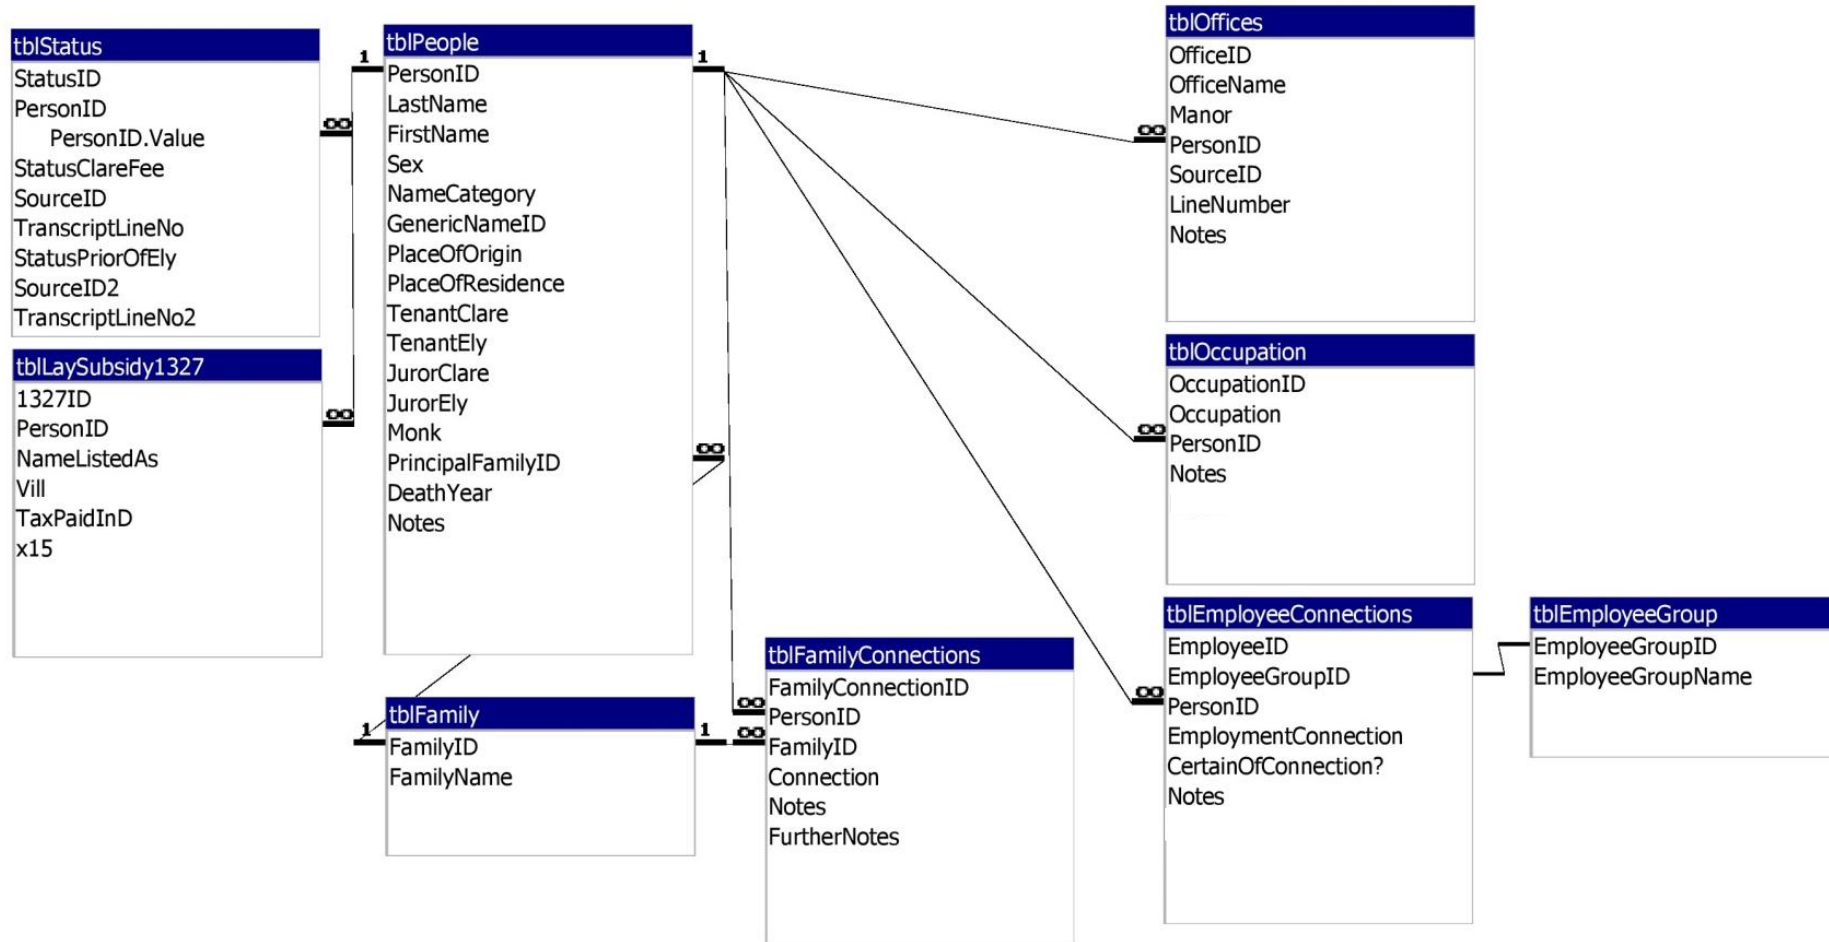 tblStatus
StatusID
PersonID
PersonID.Value
StatusClareFee
SourceID
TranscriptLineNo
StatusPriorOfEly
SourceID2
TranscriptLineNo2
tblLaySubsidy1327
1327ID
PersonID
NameListedAs
Vill
TaxPaidInD
x15
1
∞
∞
tblPeople
PersonID
LastName
FirstName
Sex
NameCategory
GenericNameID
PlaceOfOrigin
PlaceOfResidence
TenantClare
TenantEly
JurorClare
JurorEly
Monk
PrincipalFamilyID
DeathYear
Notes
1
∞
1
tblFamily
FamilyID
FamilyName
1
∞
∞
tblFamilyConnections
FamilyConnectionID
PersonID
FamilyID
Connection
Notes
FurtherNotes
∞
tblOffices
OfficeID
OfficeName
Manor
PersonID
SourceID
LineNumber
Notes
∞
tblOccupation
OccupationID
Occupation
PersonID
Notes
∞
tblEmployeeConnections
EmployeeID
EmployeeGroupID
PersonID
EmploymentConnection
CertainOfConnection?
Notes
tblEmployeeGroup
EmployeeGroupID
EmployeeGroupName